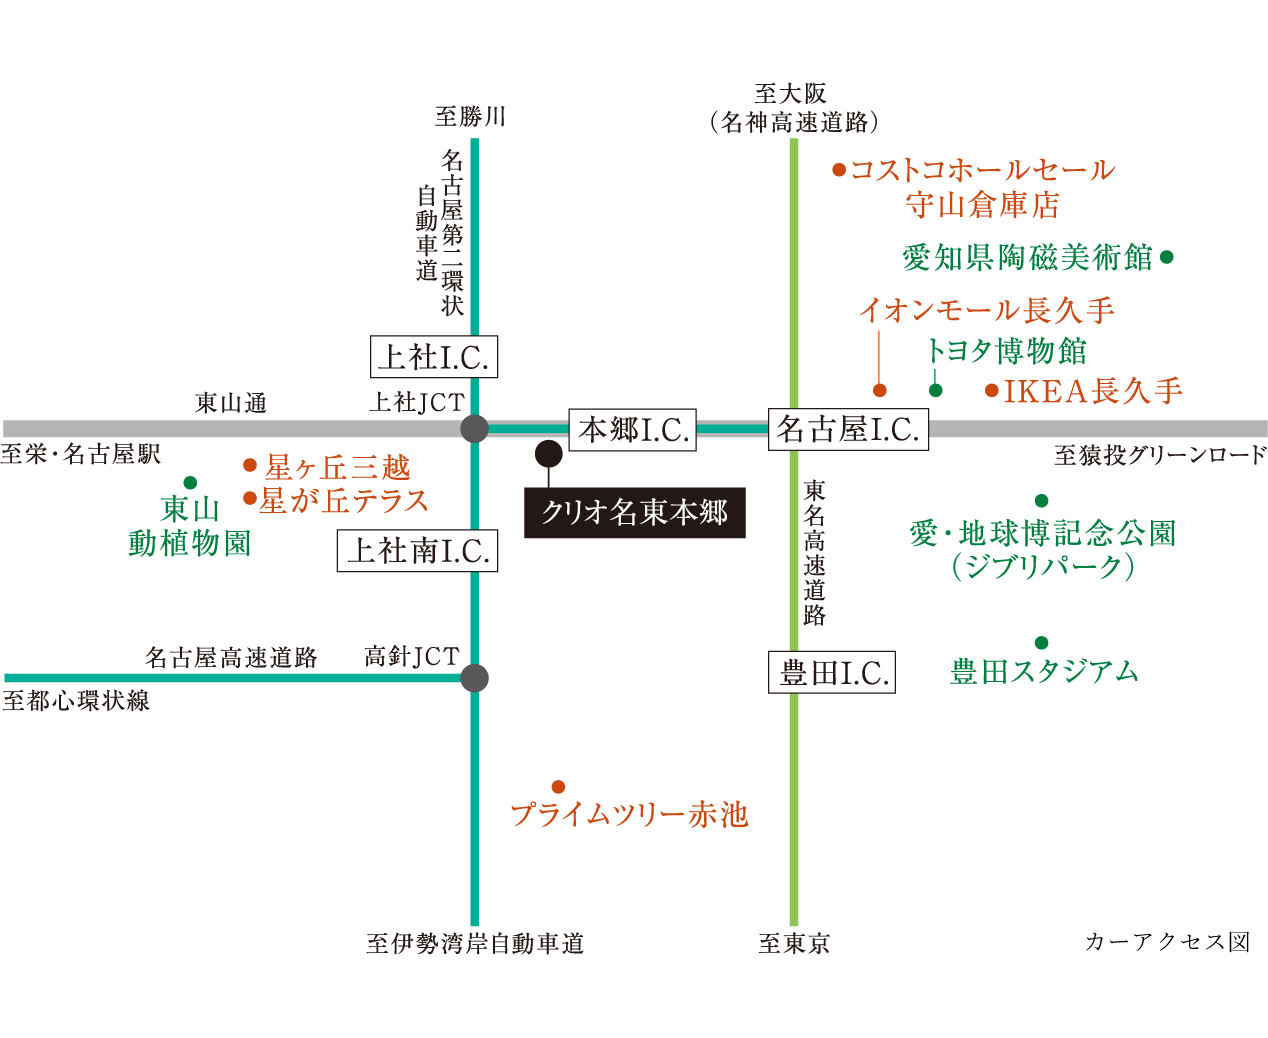 至大阪
（名神高速道路）
至勝川
名古屋第二環状
自動車道
コストコホールセール
守山倉庫店
愛知県陶磁美術館
イオンモール長久手
トヨタ博物館
IKEA長久手
上社I.C.
東山通
上社JCT
本郷I.C.
名古屋I.C.
至栄・名古屋駅
至猿投グリーンロード
星ヶ丘三越
星が丘テラス
東山
動植物園
クリオ名東本郷
東名高速道路
上社南I.C.
愛・地球博記念公園
（ジブリパーク）
名古屋高速道路
高針JCT
至都心環状線
豊田I.C.
豊田スタジアム
プライムツリー赤池
至伊勢湾岸自動車道
至東京
カーアクセス図